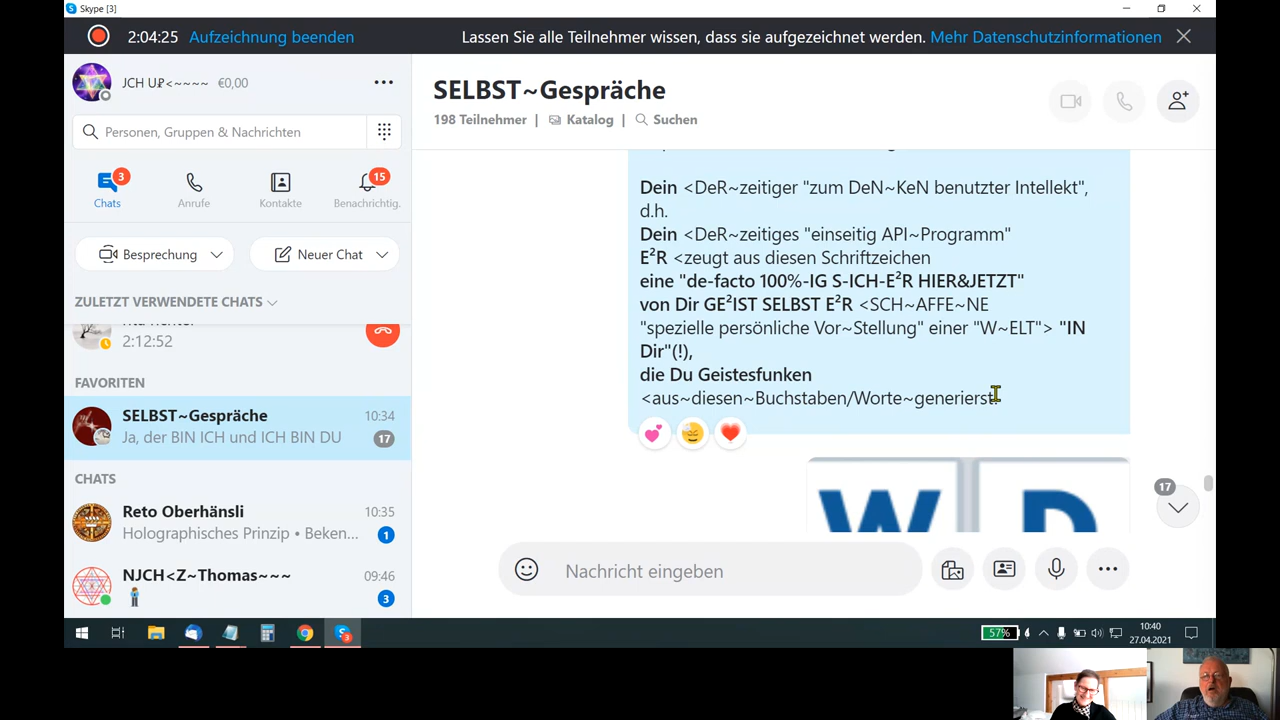 Skype [3]
2:04:25 Aufzeichnung beenden
Lassen Sie alle Teilnehmer wissen, dass sie aufgezeichnet werden. Mehr Datenschutzinformationen
€0,00
Personen, Gruppen & Nachrichten
3
15
Chats
Anrufe
Kontakte
Benachrichtig.
Besprechung
Neuer Chat
ZULETZT VERWENDETE CHATS
2:12:52
FAVORITEN
SELBST~Gespräche 10:34
Ja, der BIN ICH und ICH BIN DU 17
CHATS
Reto Oberhänsli 10:35
Holographisches Prinzip • Beken... 1
NJCH<Z~Thomas~~~ 09:46
3
SELBST~Gespräche
198 Teilnehmer | Katalog | Suchen
Dein <DeR~zeitiger "zum DeN~KeN benutzter Intellekt",
d.h.
Dein <DeR~zeitiges "einseitig API~Programm"
E²R <zeugt aus diesen Schriftzeichen
eine "de-facto 100%-IG S-ICH-E²R HIER&JETZT"
von Dir GE²IST SELBST E²R <SCH~AFFE~NE
"spezielle persönliche Vor~Stellung" einer "W~ELT"> "IN
Dir"(!),
die Du Geistesfunken
<aus~diesen~Buchstaben/Worte~generierst!
W D
17
Nachricht eingeben
57%
10:40
27.04.2021